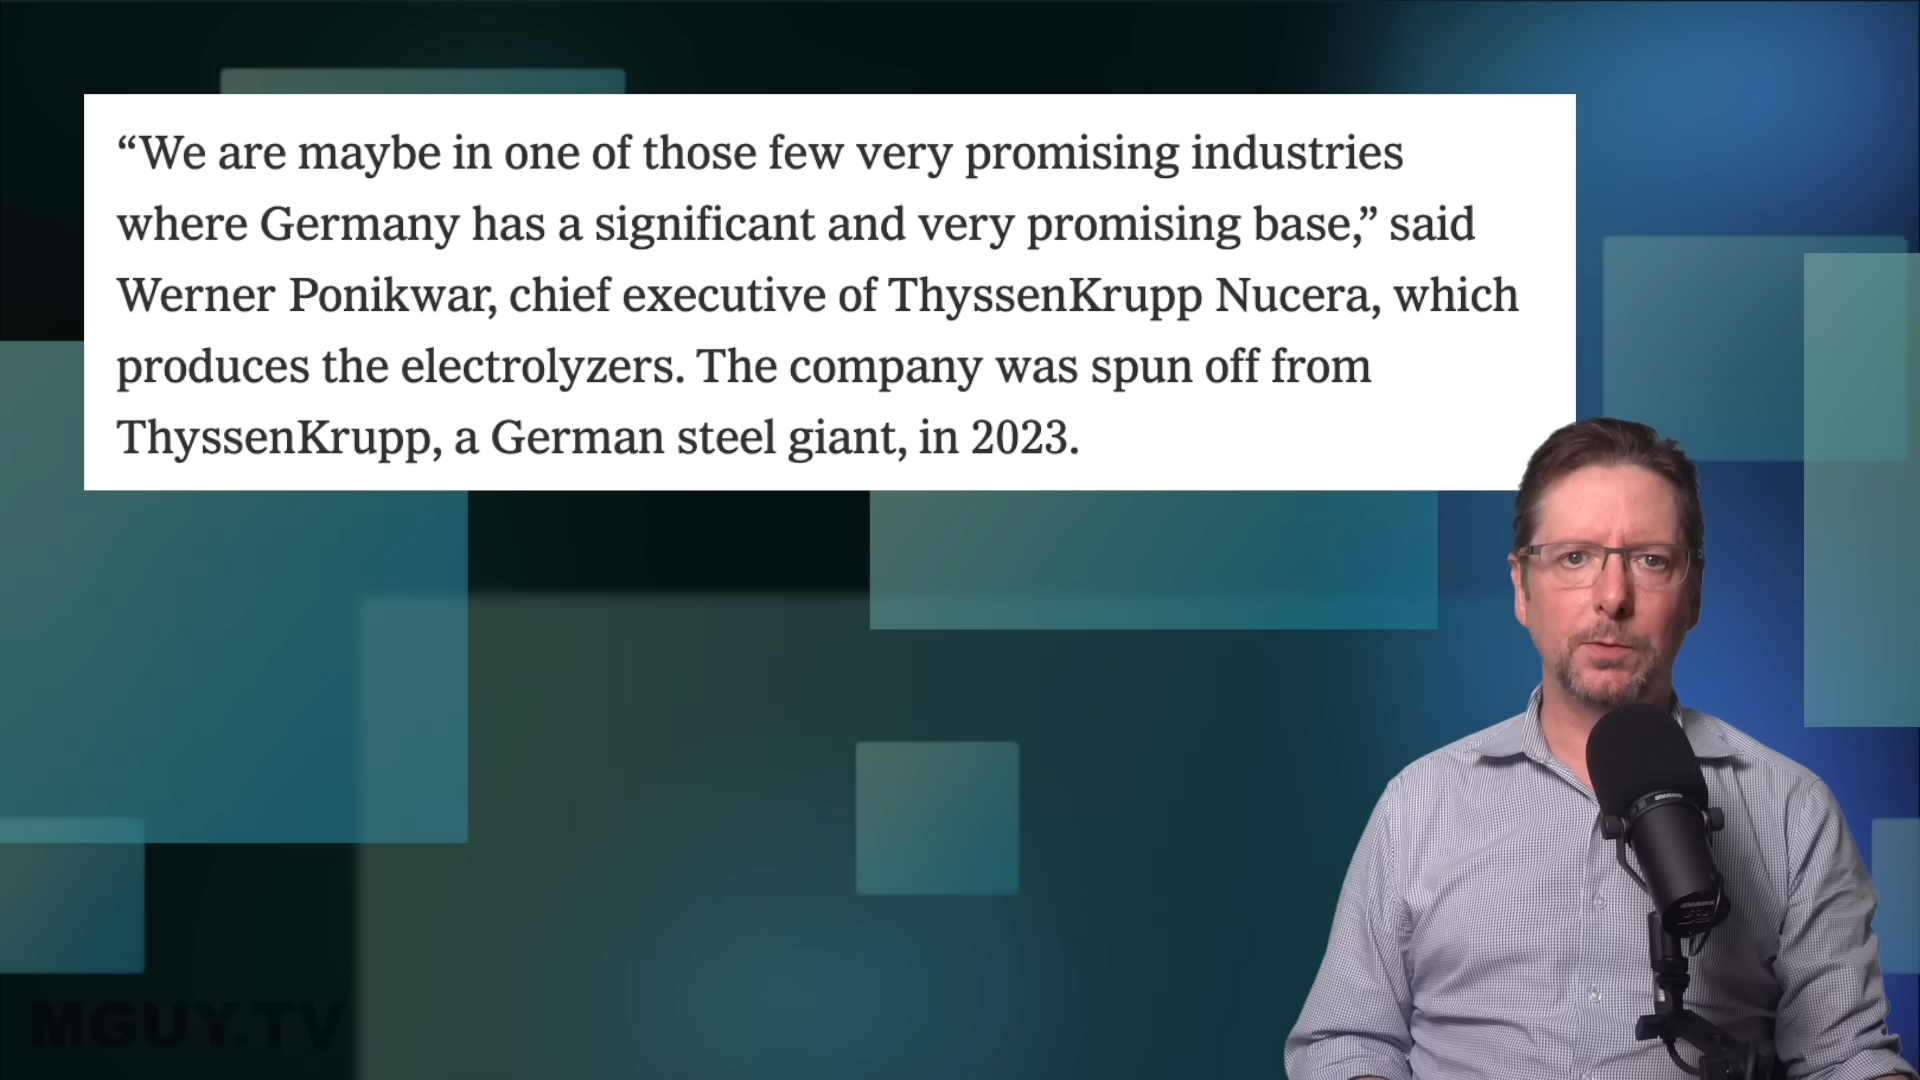 “We are maybe in one of those few very promising industries
where Germany has a significant and very promising base,” said
Werner Ponikwar, chief executive of ThyssenKrupp Nucera, which
produces the electrolyzers. The company was spun off from
ThyssenKrupp, a German steel giant, in 2023.
MGUY.TV